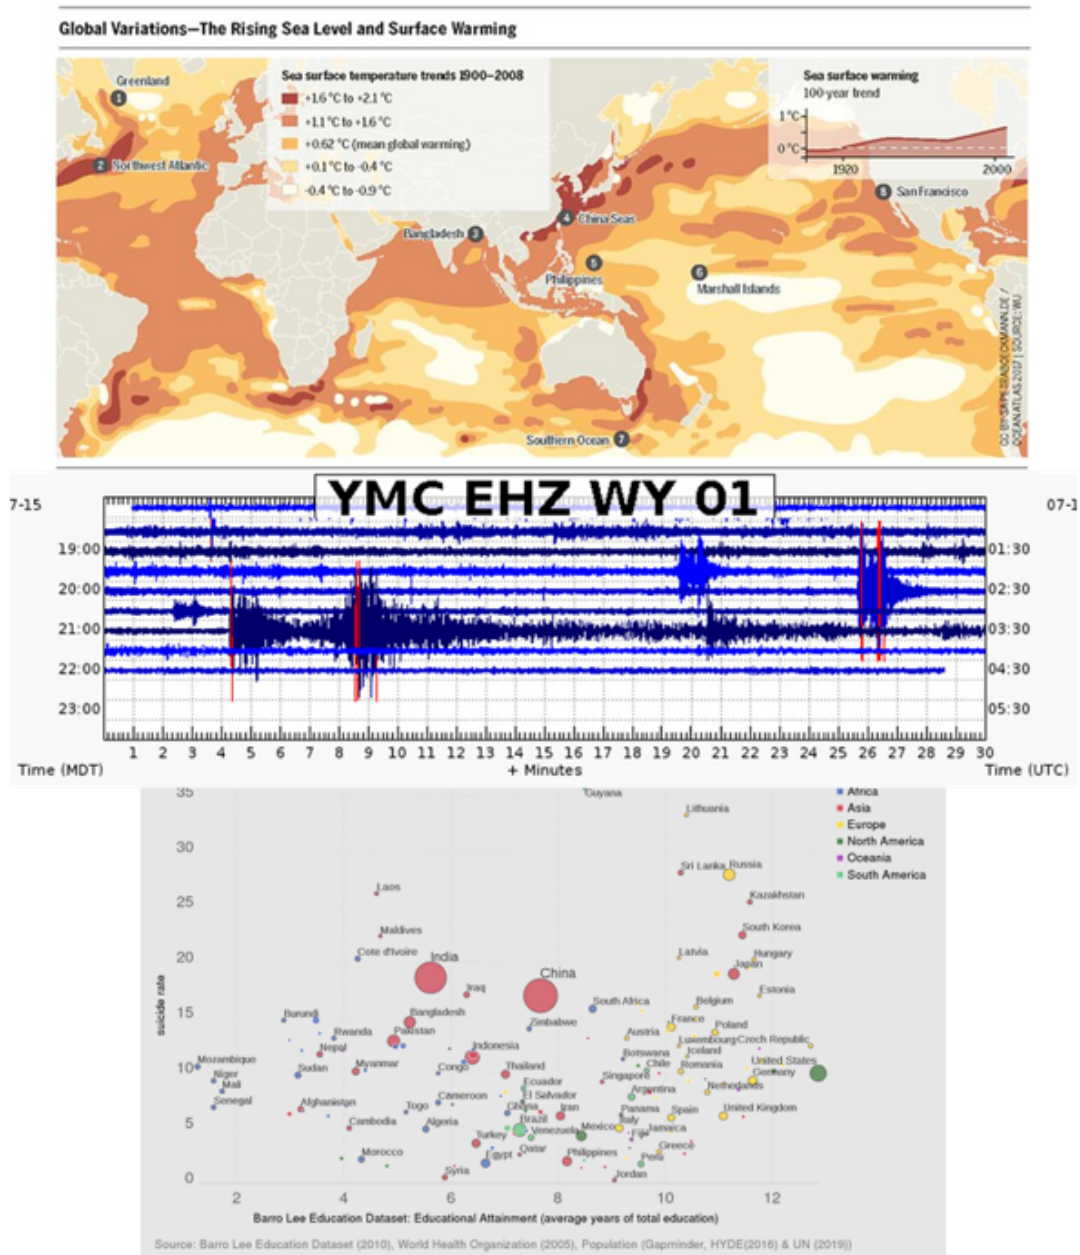 Global Variations—The Rising Sea Level and Surface Warming
Greenland
1
2 Northwest Atlantic
Sea surface temperature trends 1900–2008
+1.6 °C to +2.1 °C
+1.1 °C to +1.6 °C
+0.62 °C (mean global warming)
+0.1 °C to -0.4 °C
-0.4 °C to -0.9 °C
Sea surface warming
100-year trend
1 °C
0 °C
1920 2000
8 San Francisco
4 China Seas
Bangladesh 3
5
Philippines
6
Marshall Islands
Southern Ocean 7
OCEAN ATLAS 2017 | SOURCE: WU
YMC EHZ WY 01
7-15
07-1
19:00 01:30
20:00 02:30
21:00 03:30
22:00 04:30
23:00 05:30
1 2 3 4 5 6 7 8 9 10 11 12 13 14 15 16 17 18 19 20 21 22 23 24 25 26 27 28 29 30
Time (MDT) + Minutes Time (UTC)
35
30
25
20
15
10
5
0
suicide rate
Africa
Asia
Europe
North America
Oceania
South America
Guyana
Lithuania
Sri Lanka
Russia
Laos
Kazakhstan
Maldives
South Korea
Cote d'Ivoire
India
Latvia
Hungary
Japan
China
Iraq
Estonia
South Africa
Belgium
Burundi
Bangladesh
Zimbabwe
France
Poland
Rwanda
Pakistan
Austria
Luxembourg
Czech Republic
Nepal
Indonesia
Botswana
Iceland
Mozambique
Myanmar
Congo
Thailand
Chile
Romania
United States
Niger
Sudan
Singapore
Germany
Mali
Ecuador
Argentina
Netherlands
Senegal
Afghanistan
Togo
Cameroon
El Salvador
Ghana
Iran
Panama
Spain
United Kingdom
Cambodia
Algeria
Brazil
Venezuela
Mexico
Italy
Fiji
Jamaica
Turkey
Greece
Morocco
Egypt
Qatar
Philippines
Peru
Syria
Jordan
2 4 6 8 10 12
Barro Lee Education Dataset: Educational Attainment (average years of total education)
Source: Barro Lee Education Dataset (2010), World Health Organization (2005), Population (Gapminder, HYDE(2016) & UN (2019))